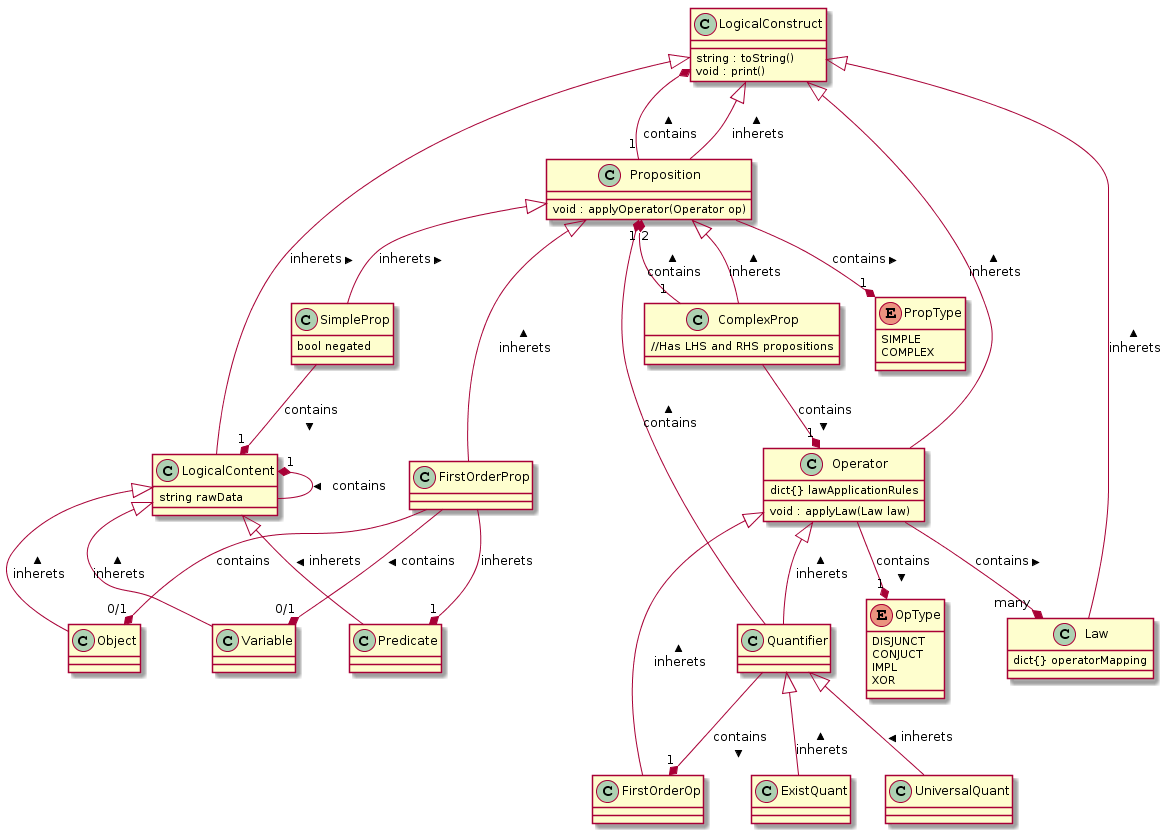 C LogicalConstruct
string : toString()
void : print()
▲
contains
▲
inherets
1
C Proposition
void : applyOperator(Operator op)
1
2
inherets ▶
inherets ▶
▲
contains
1
▲
inherets
contains ▶
1
▲
inherets
C SimpleProp
bool negated
C ComplexProp
//Has LHS and RHS propositions
E PropType
SIMPLE
COMPLEX
▲
inherets
▲
inherets
contains
▼
1
▲
contains
contains
▼
1
C LogicalContent
string rawData
1
◀ contains
C FirstOrderProp
C Operator
dict{} lawApplicationRules
void : applyLaw(Law law)
▲
inherets
▲
inherets
contains
◀ inherets
◀ contains
inherets
▲
inherets
contains
▼
contains ▶
0/1
0/1
1
1
many
C Object
C Variable
C Predicate
C Quantifier
E OpType
DISJUNCT
CONJUCT
IMPL
XOR
C Law
dict{} operatorMapping
▲
inherets
contains
▼
1
▲
inherets
◀ inherets
C FirstOrderOp
C ExistQuant
C UniversalQuant